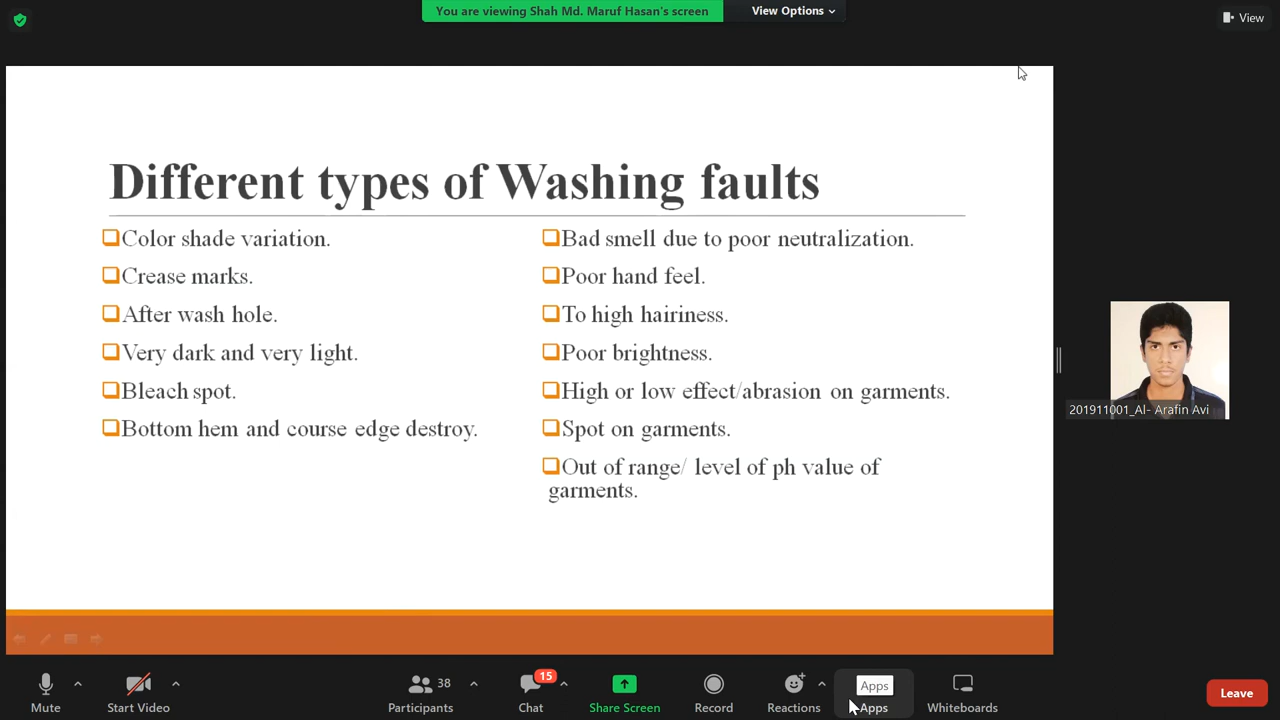 You are viewing Shah Md. Maruf Hasan's screen
View Options
View
Different types of Washing faults
Color shade variation.
Crease marks.
After wash hole.
Very dark and very light.
Bleach spot.
Bottom hem and course edge destroy.
Bad smell due to poor neutralization.
Poor hand feel.
To high hairiness.
Poor brightness.
High or low effect/abrasion on garments.
Spot on garments.
Out of range/ level of ph value of
garments.
201911001_Al- Arafin Avi
Mute
Start Video
38
Participants
15
Chat
Share Screen
Record
Reactions
Apps
Apps
Whiteboards
Leave